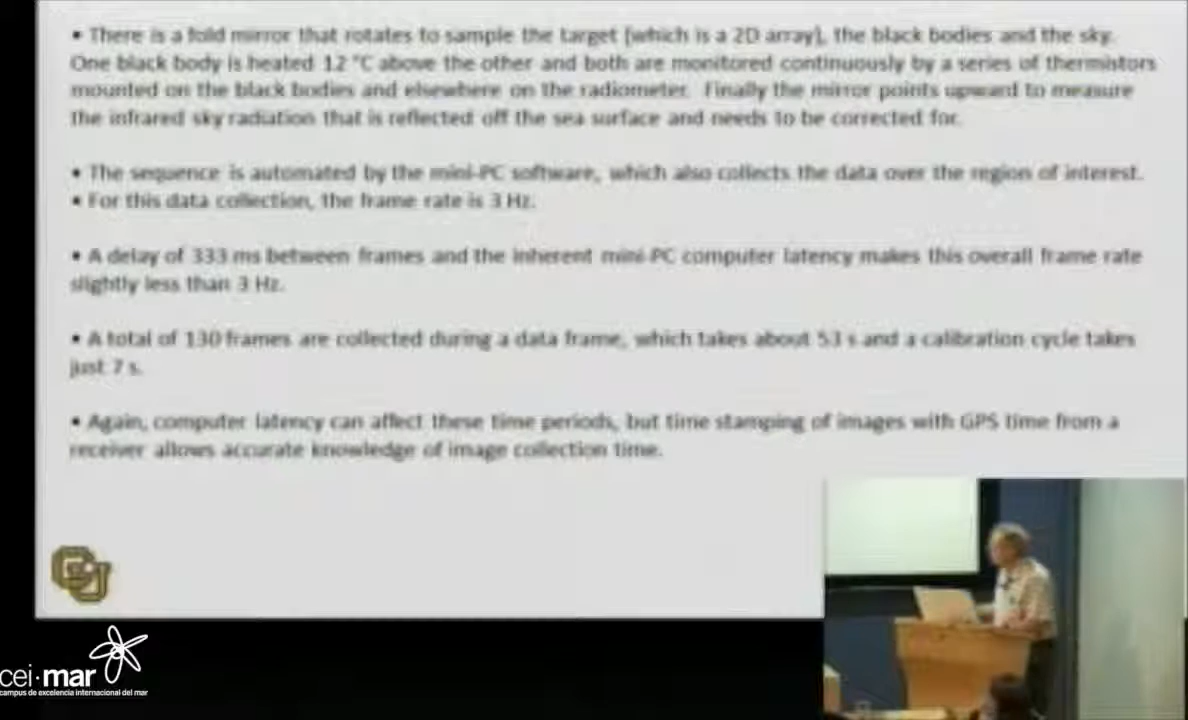 • There is a fold mirror that rotates to sample the target (which is a 2D array), the black bodies and the sky.
One black body is heated 12 °C above the other and both are monitored continuously by a series of thermistors
mounted on the black bodies and elsewhere on the radiometer. Finally the mirror points upward to measure
the infrared sky radiation that is reflected off the sea surface and needs to be corrected for.
• The sequence is automated by the mini-PC software, which also collects the data over the region of interest.
• For this data collection, the frame rate is 3 Hz.
• A delay of 333 ms between frames and the inherent mini-PC computer latency makes this overall frame rate
slightly less than 3 Hz.
• A total of 130 frames are collected during a data frame, which takes about 53 s and a calibration cycle takes
just 7 s.
• Again, computer latency can affect these time periods, but time stamping of images with GPS time from a
receiver allows accurate knowledge of image collection time.
CU
cei·mar
campus de excelencia internacional del mar